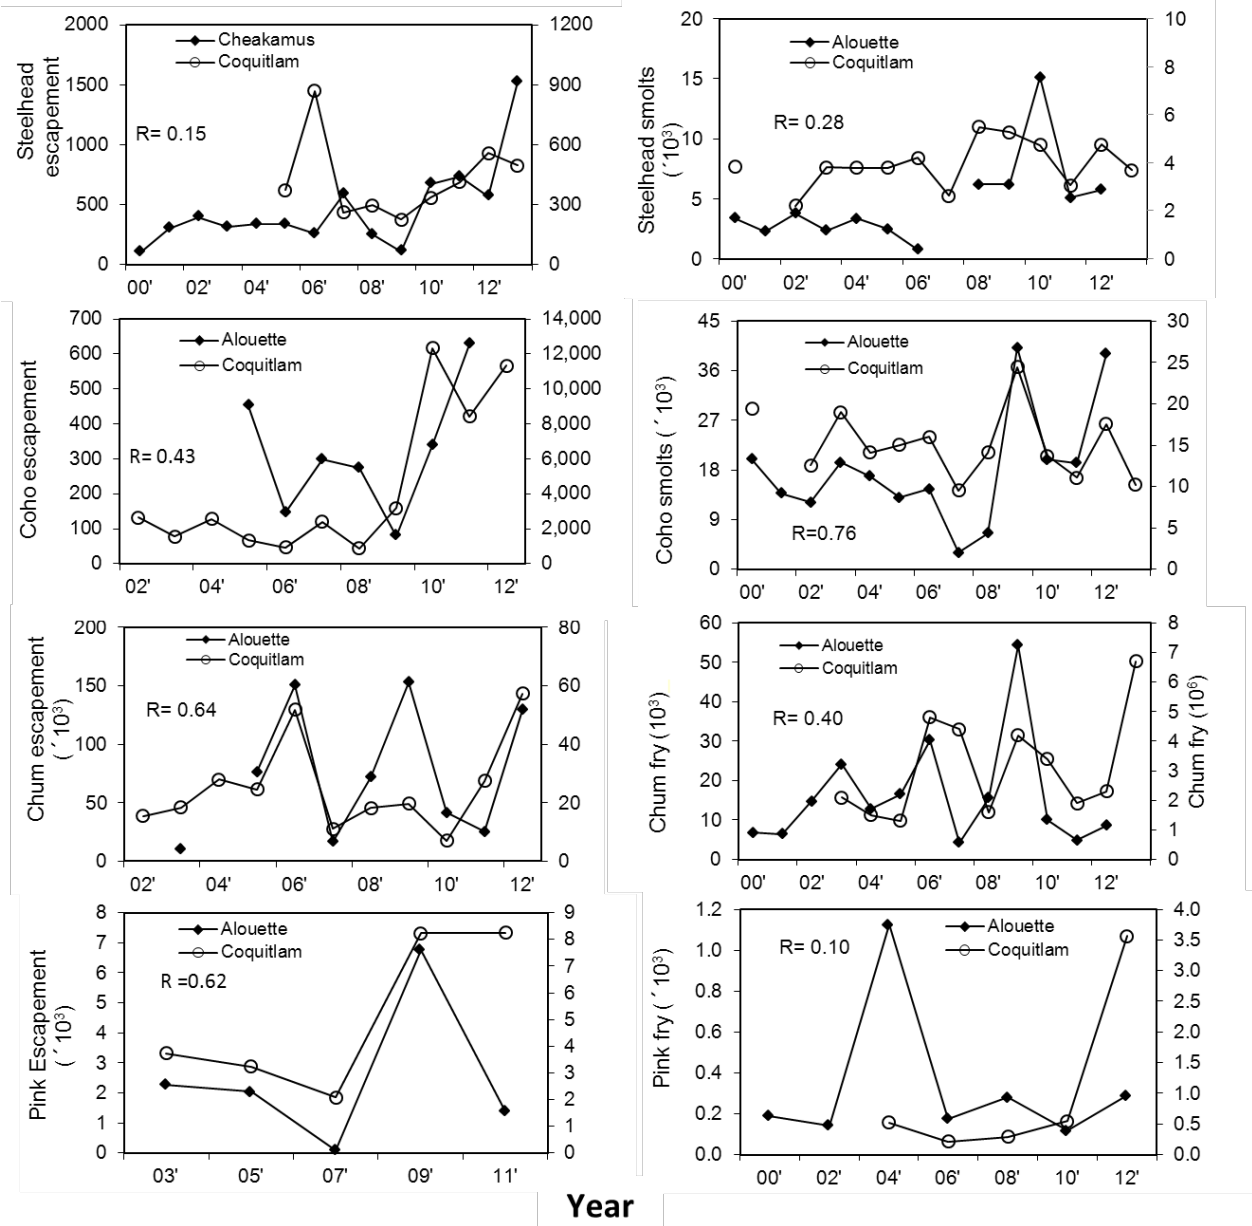 2000
1500
1000
500
0
1200
900
600
300
0
Cheakamus
Coquitlam
R= 0.15
Steelhead
escapement
00' 02' 04' 06' 08' 10' 12'
20
15
10
5
0
10
8
6
4
2
0
Alouette
Coquitlam
R= 0.28
Steelhead smolts
(´10³)
00' 02' 04' 06' 08' 10' 12'
700
600
500
400
300
200
100
0
14,000
12,000
10,000
8,000
6,000
4,000
2,000
0
Alouette
Coquitlam
R= 0.43
Coho escapement
02' 04' 06' 08' 10' 12'
45
36
27
18
9
0
30
25
20
15
10
5
0
Alouette
Coquitlam
R=0.76
Coho smolts (´10³)
00' 02' 04' 06' 08' 10' 12'
200
150
100
50
0
80
60
40
20
0
Alouette
Coquitlam
R= 0.64
Chum escapement
(´10³)
02' 04' 06' 08' 10' 12'
60
50
40
30
20
10
0
8
7
6
5
4
3
2
1
0
Alouette
Coquitlam
R= 0.40
Chum fry (10³)
Chum fry (10⁶)
00' 02' 04' 06' 08' 10' 12'
8
7
6
5
4
3
2
1
0
9
8
7
6
5
4
3
2
1
0
Alouette
Coquitlam
R =0.62
Pink Escapement
(´10³)
03' 05' 07' 09' 11'
1.2
1.0
0.8
0.6
0.4
0.2
0.0
4.0
3.5
3.0
2.5
2.0
1.5
1.0
0.5
0.0
Alouette
Coquitlam
R= 0.10
Pink fry (´10³)
00' 02' 04' 06' 08' 10' 12'
Year